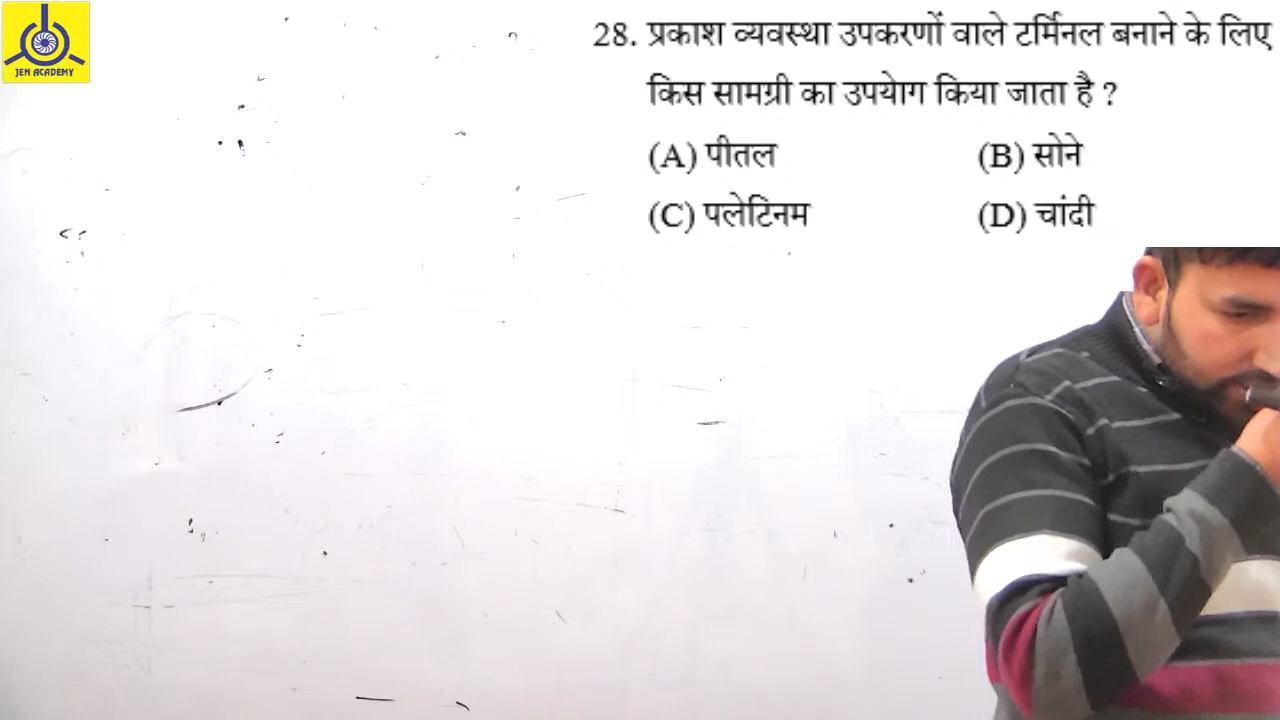 JEN ACADEMY
28. प्रकाश व्यवस्था उपकरणों वाले टर्मिनल बनाने के लिए
किस सामग्री का उपयोग किया जाता है ?
(A) पीतल (B) सोने
(C) पलेटिनम (D) चांदी